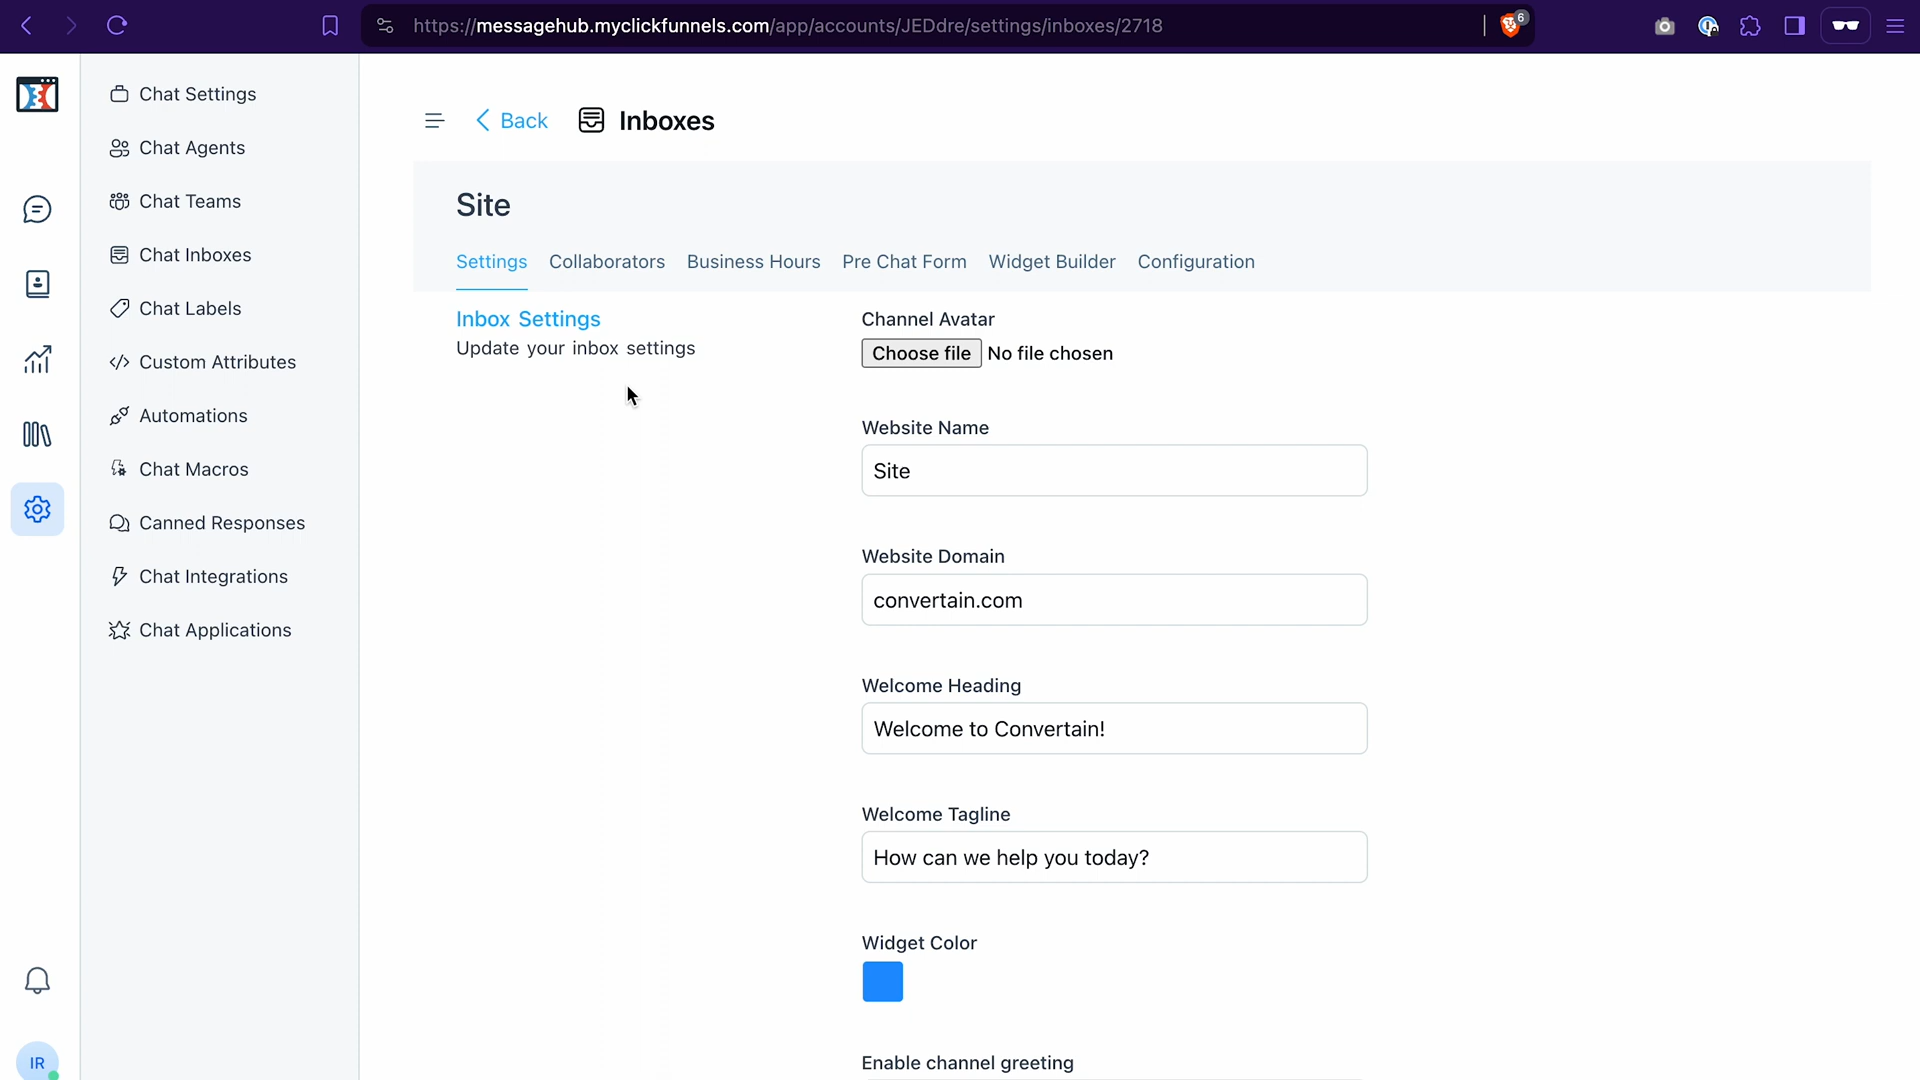 https://messagehub.myclickfunnels.com/app/accounts/JEDdre/settings/inboxes/2718
6
Chat Settings
Chat Agents
Chat Teams
Chat Inboxes
Chat Labels
Custom Attributes
Automations
Chat Macros
Canned Responses
Chat Integrations
Chat Applications
IR
Back
Inboxes
Site
Settings Collaborators Business Hours Pre Chat Form Widget Builder Configuration
Inbox Settings
Update your inbox settings
Channel Avatar
Choose file No file chosen
Website Name
Site
Website Domain
convertain.com
Welcome Heading
Welcome to Convertain!
Welcome Tagline
How can we help you today?
Widget Color
Enable channel greeting